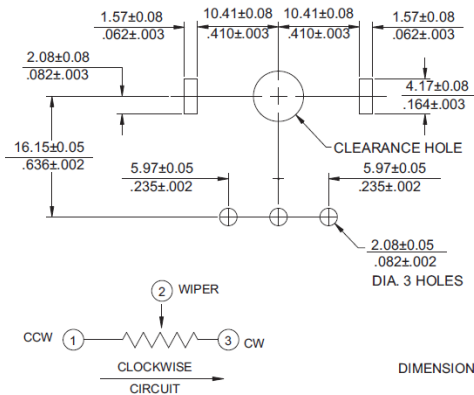 1.57±0.08
.062±.003
10.41±0.08
.410±.003
10.41±0.08
.410±.003
1.57±0.08
.062±.003
2.08±0.08
.082±.003
4.17±0.08
.164±.003
CLEARANCE HOLE
16.15±0.05
.636±.002
5.97±0.05
.235±.002
5.97±0.05
.235±.002
2.08±0.05
.082±.002
DIA. 3 HOLES
2 WIPER
CCW 1
3 CW
CLOCKWISE
CIRCUIT
DIMENSION